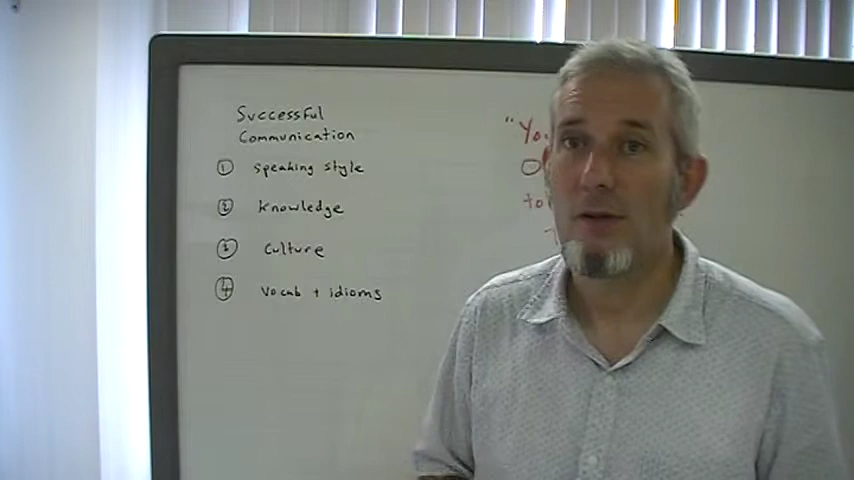 Successful
Communication
① speaking style
② knowledge
③ Culture
④ vocab + idioms